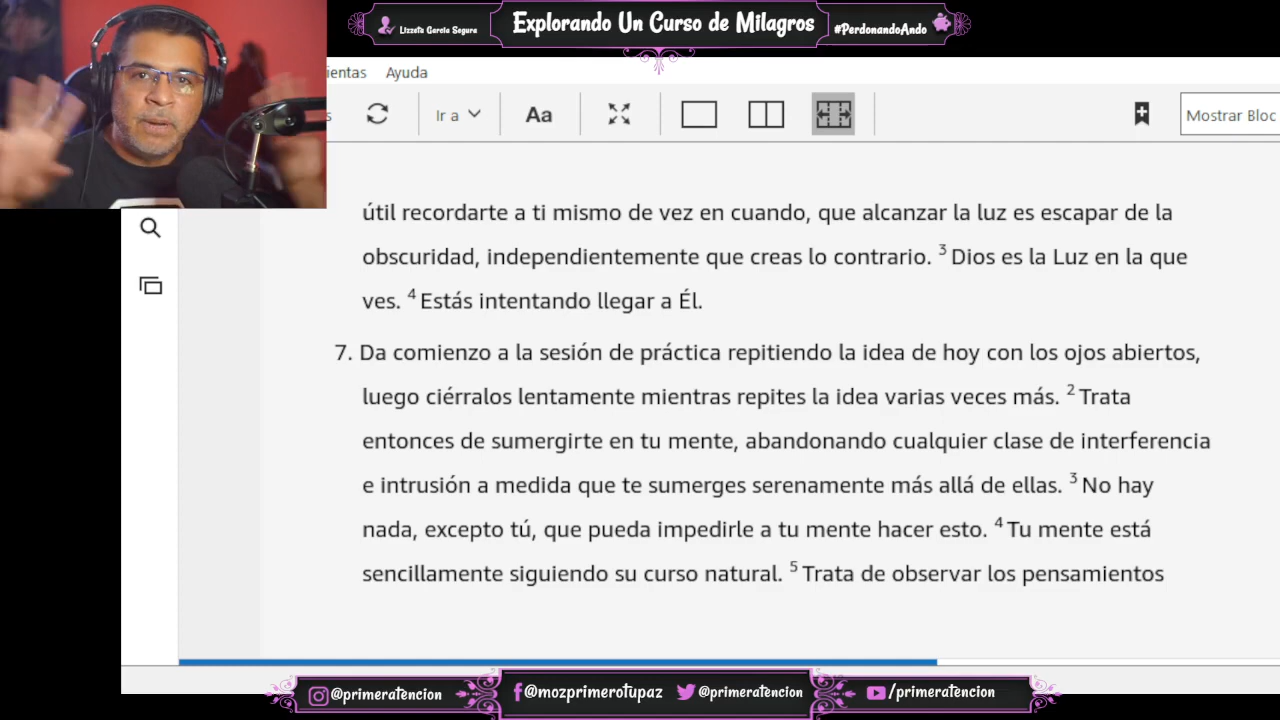 Lizzeta Garcia Segura
Explorando Un Curso de Milagros
#PerdonandoAndo
ientas Ayuda
s Ir a Aa Mostrar Bloc
útil recordarte a ti mismo de vez en cuando, que alcanzar la luz es escapar de la
obscuridad, independientemente que creas lo contrario. ³ Dios es la Luz en la que
ves. ⁴ Estás intentando llegar a Él.
7. Da comienzo a la sesión de práctica repitiendo la idea de hoy con los ojos abiertos,
luego ciérralos lentamente mientras repites la idea varias veces más. ² Trata
entonces de sumergirte en tu mente, abandonando cualquier clase de interferencia
e intrusión a medida que te sumerges serenamente más allá de ellas. ³ No hay
nada, excepto tú, que pueda impedirle a tu mente hacer esto. ⁴ Tu mente está
sencillamente siguiendo su curso natural. ⁵ Trata de observar los pensamientos
@primeratencion
@mozprimerotupaz
@primeratencion
/primeratencion